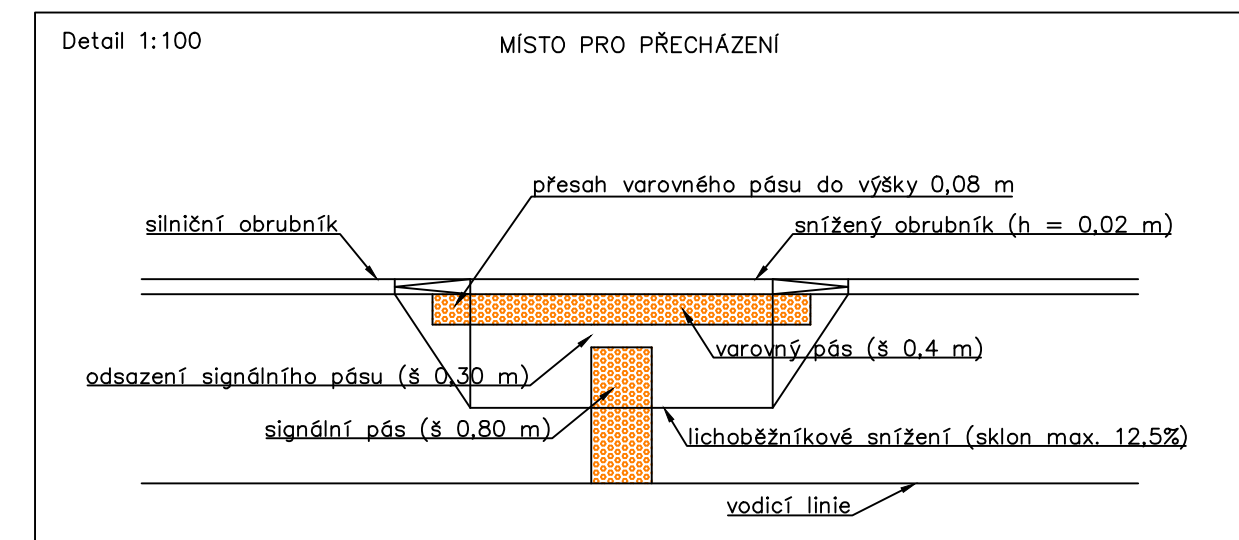 Detail 1:100
MÍSTO PRO PŘECHÁZENÍ
přesah varovného pásu do výšky 0,08 m
silniční obrubník
snížený obrubník (h = 0,02 m)
varovný pás (š 0,4 m)
odsazení signálního pásu (š 0,30 m)
signální pás (š 0,80 m)
lichoběžníkové snížení (sklon max. 12,5%)
vodicí linie